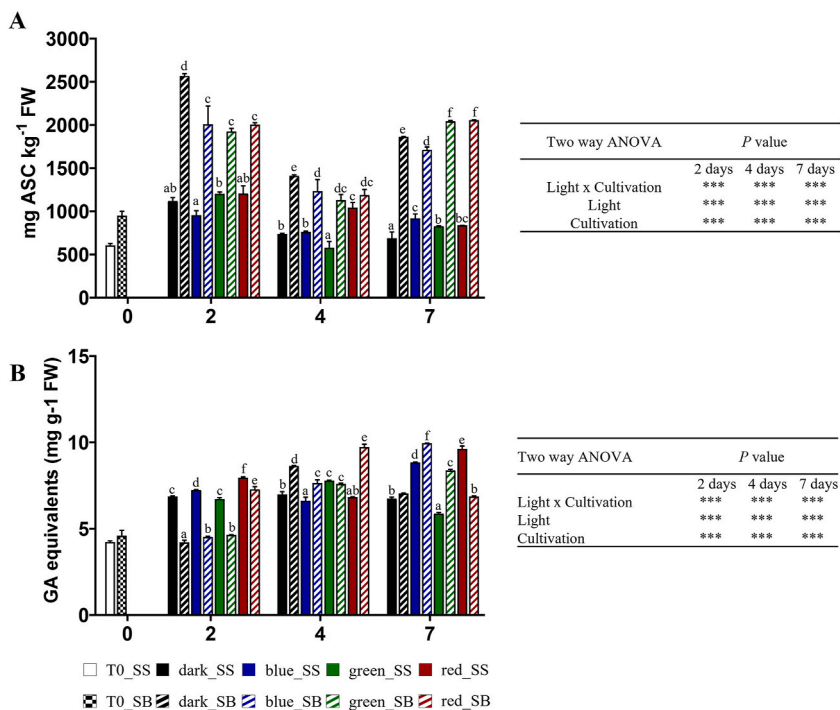 A
mg ASC kg-1 FW
3000
2500
2000
1500
1000
500
0
d
c
c
c
ab
a
b
ab
b
d
b
d
a
dc
c
dc
a
e
c
d
b
f
bc
f
0 2 4 7
Two way ANOVA P value
2 days 4 days 7 days
Light x Cultivation *** *** ***
Light *** *** ***
Cultivation *** *** ***
B
GA equivalents (mg g-1 FW)
15
10
5
0
c
a
d
b
c
b
f
e
b
d
a
c
c
c
ab
e
b
b
d
f
a
c
e
b
0 2 4 7
Two way ANOVA P value
2 days 4 days 7 days
Light x Cultivation *** *** ***
Light *** *** ***
Cultivation *** *** ***
T0_SS dark_SS blue_SS green_SS red_SS
T0_SB dark_SB blue_SB green_SB red_SB